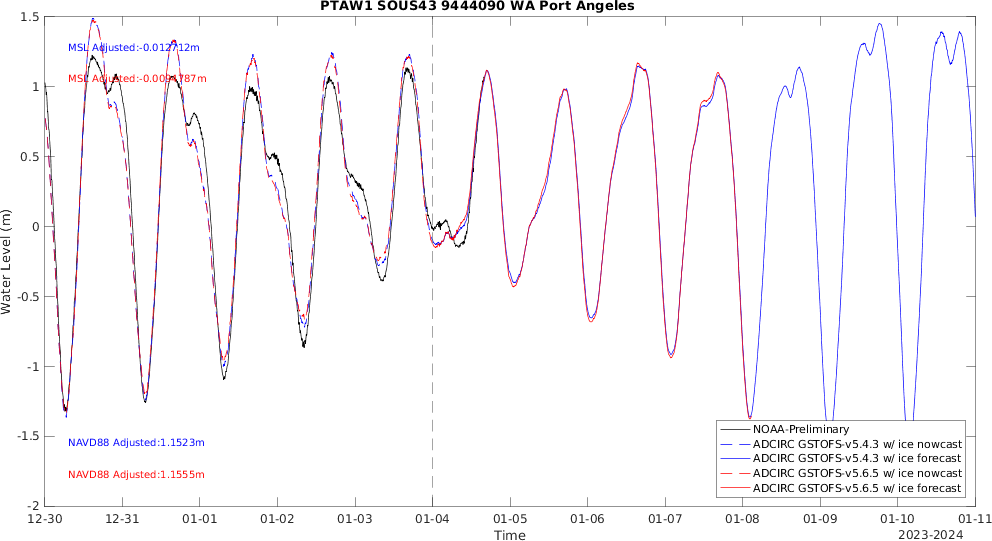 PTAW1 SOUS43 9444090 WA Port Angeles
1.5
1
0.5
0
-0.5
-1
-1.5
-2
Water Level (m)
MSL Adjusted:-0.012712m
MSL
NAVD88 Adjusted:1.1523m
NAVD88 Adjusted:1.1555m
NOAA-Preliminary
ADCIRC GSTOFS-v5.4.3 w/ ice nowcast
ADCIRC GSTOFS-v5.4.3 w/ ice forecast
ADCIRC GSTOFS-v5.6.5 w/ ice nowcast
ADCIRC GSTOFS-v5.6.5 w/ ice forecast
12-30 12-31 01-01 01-02 01-03 01-04 01-05 01-06 01-07 01-08 01-09 01-10 01-11
Time
2023-2024